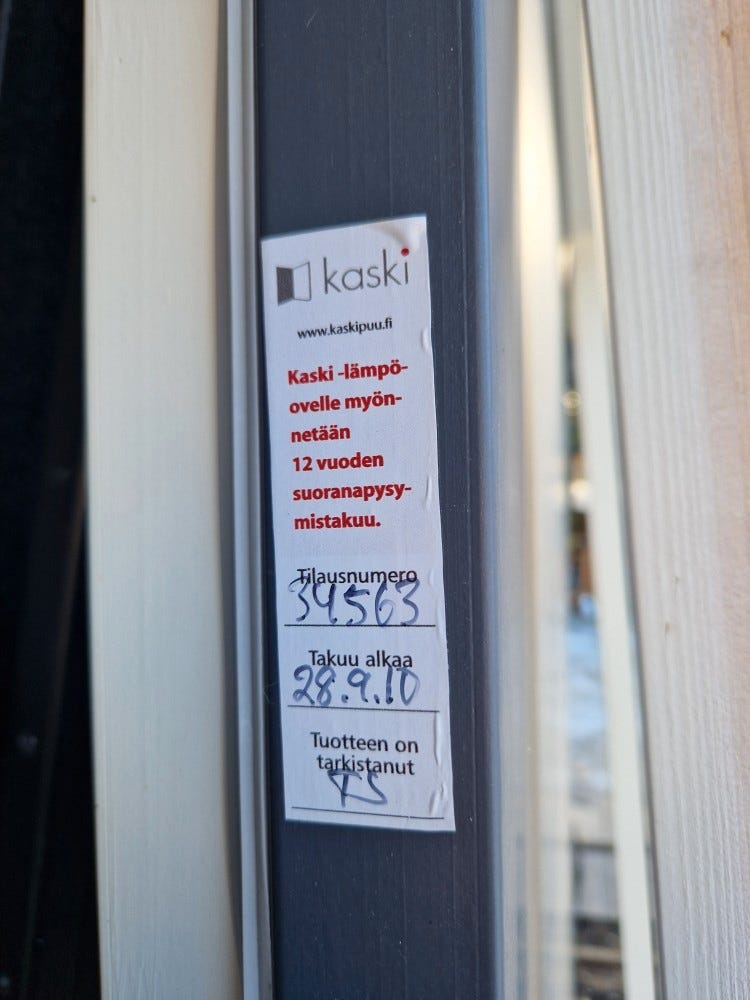 kaski
www.kaskipuu.fi
Kaski -lämpö-
ovelle myön-
netään
12 vuoden
suoranapysy-
mistakuu.
Tilausnumero
34563
Takuu alkaa
28.9.10
Tuotteen on
tarkistanut
TS